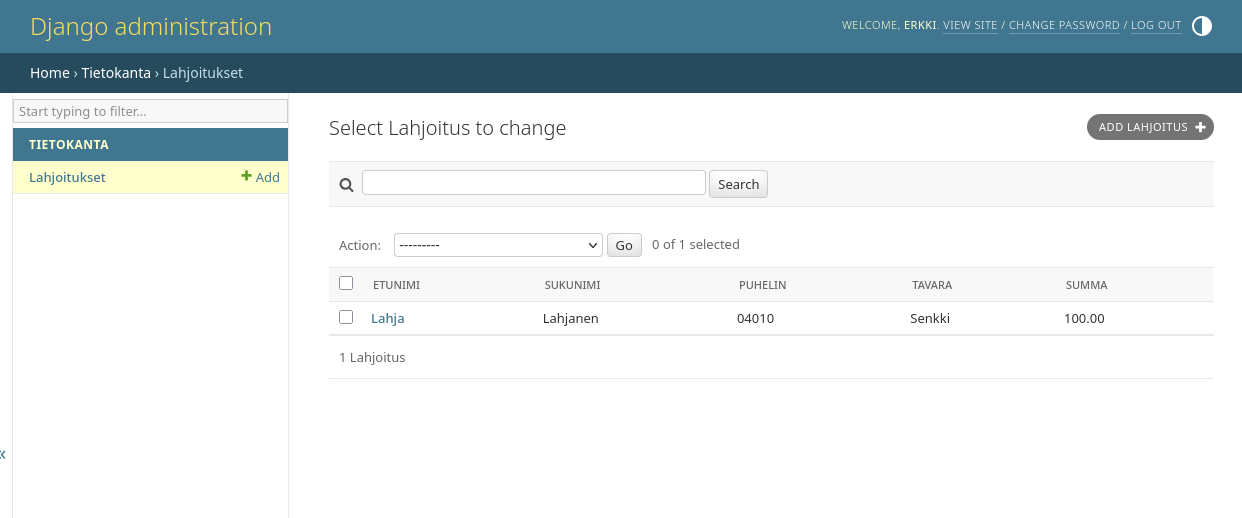 Django administration
WELCOME, ERKKI. VIEW SITE / CHANGE PASSWORD / LOG OUT
Home › Tietokanta › Lahjoitukset
Start typing to filter...
TIETOKANTA
Lahjoitukset Add
«
Select Lahjoitus to change
ADD LAHJOITUS
Search
Action: --------- Go 0 of 1 selected
ETUNIMI SUKUNIMI PUHELIN TAVARA SUMMA
Lahja Lahjanen 04010 Senkki 100.00
1 Lahjoitus